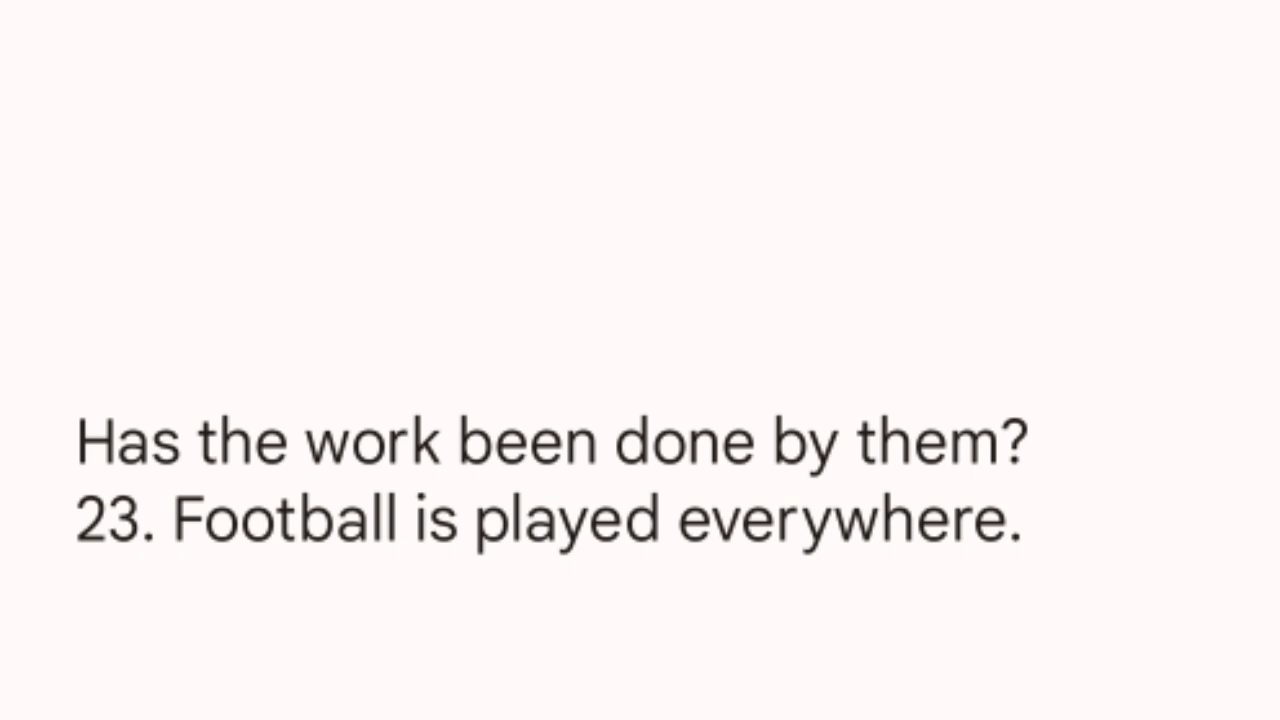 Has the work been done by them?
23. Football is played everywhere.